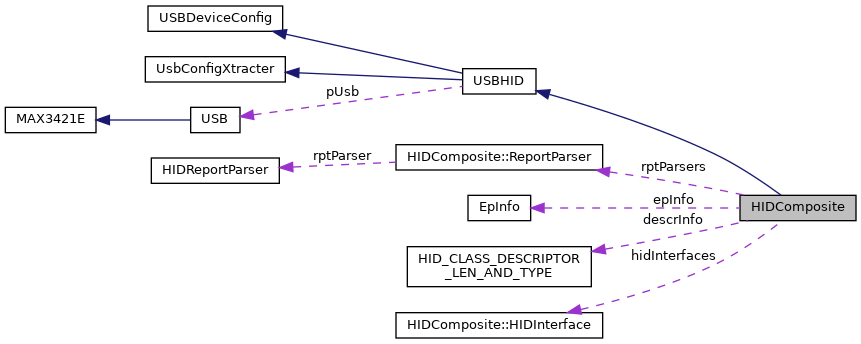 USBDeviceConfig
UsbConfigXtracter
USBHID
pUsb
MAX3421E
USB
HIDComposite::ReportParser
rptParser
HIDReportParser
rptParsers
epInfo
EpInfo
HIDComposite
descrInfo
HID_CLASS_DESCRIPTOR
_LEN_AND_TYPE
hidInterfaces
HIDComposite::HIDInterface